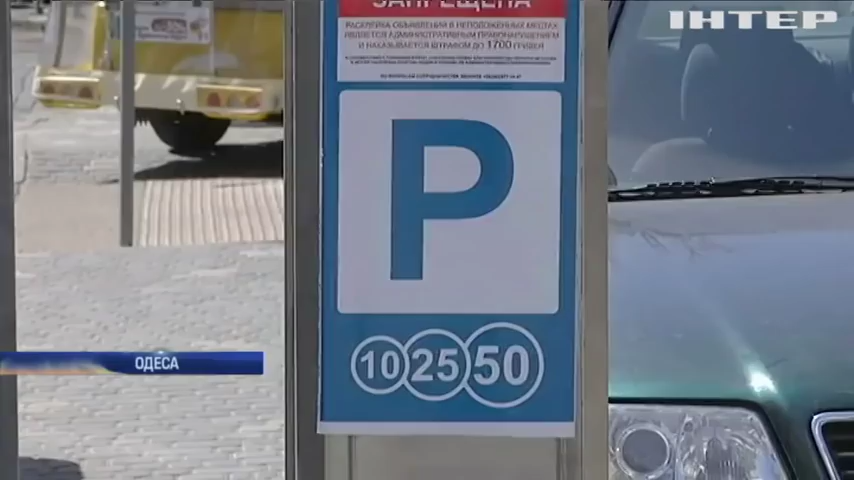 ЗАПРЕЩЕНА
ІНТЕР
РАСКЛЕЙКА ОБЪЯВЛЕНИЙ В НЕПОЛОЖЕННЫХ МЕСТАХ
ЯВЛЯЕТСЯ АДМИНИСТРАТИВНЫМ ПРАВОНАРУШЕНИЕМ
И НАКАЗЫВАЕТСЯ ШТРАФОМ ДО 1700 ГРИВЕН
P
10 25 50
ОДЕСА